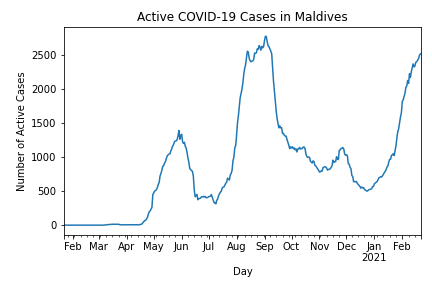 Active COVID-19 Cases in Maldives
Number of Active Cases
2500
2000
1500
1000
500
0
Feb Mar Apr May Jun Jul Aug Sep Oct Nov Dec Jan Feb
2021
Day